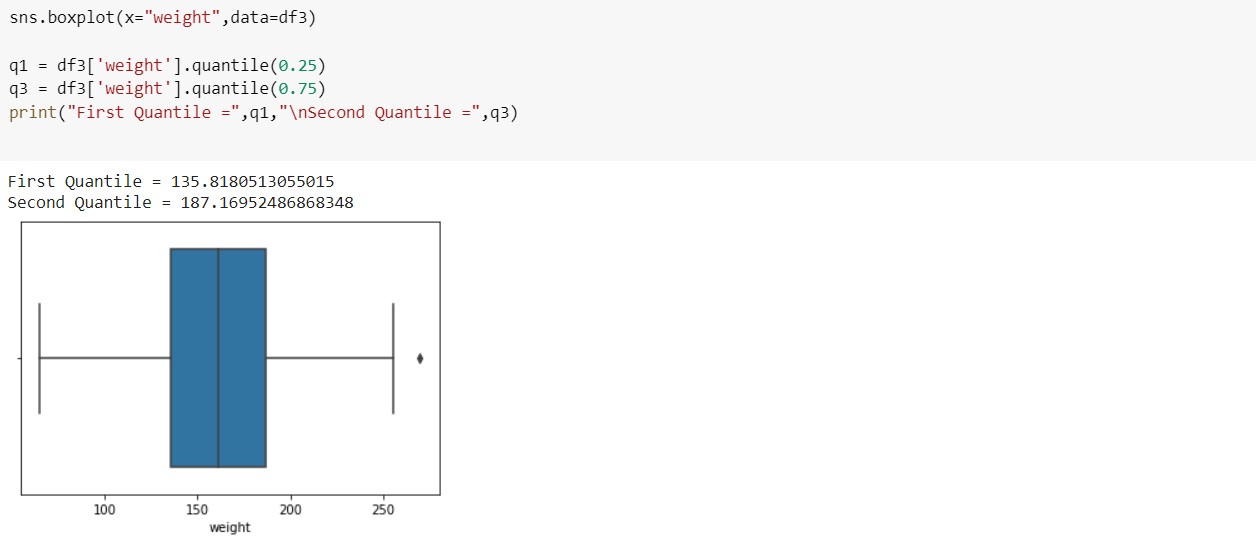 sns.boxplot(x="weight",data=df3)
q1 = df3['weight'].quantile(0.25)
q3 = df3['weight'].quantile(0.75)
print("First Quantile =",q1,"\nSecond Quantile =",q3)
First Quantile = 135.8180513055015
Second Quantile = 187.16952486868348
100 150 200 250
weight